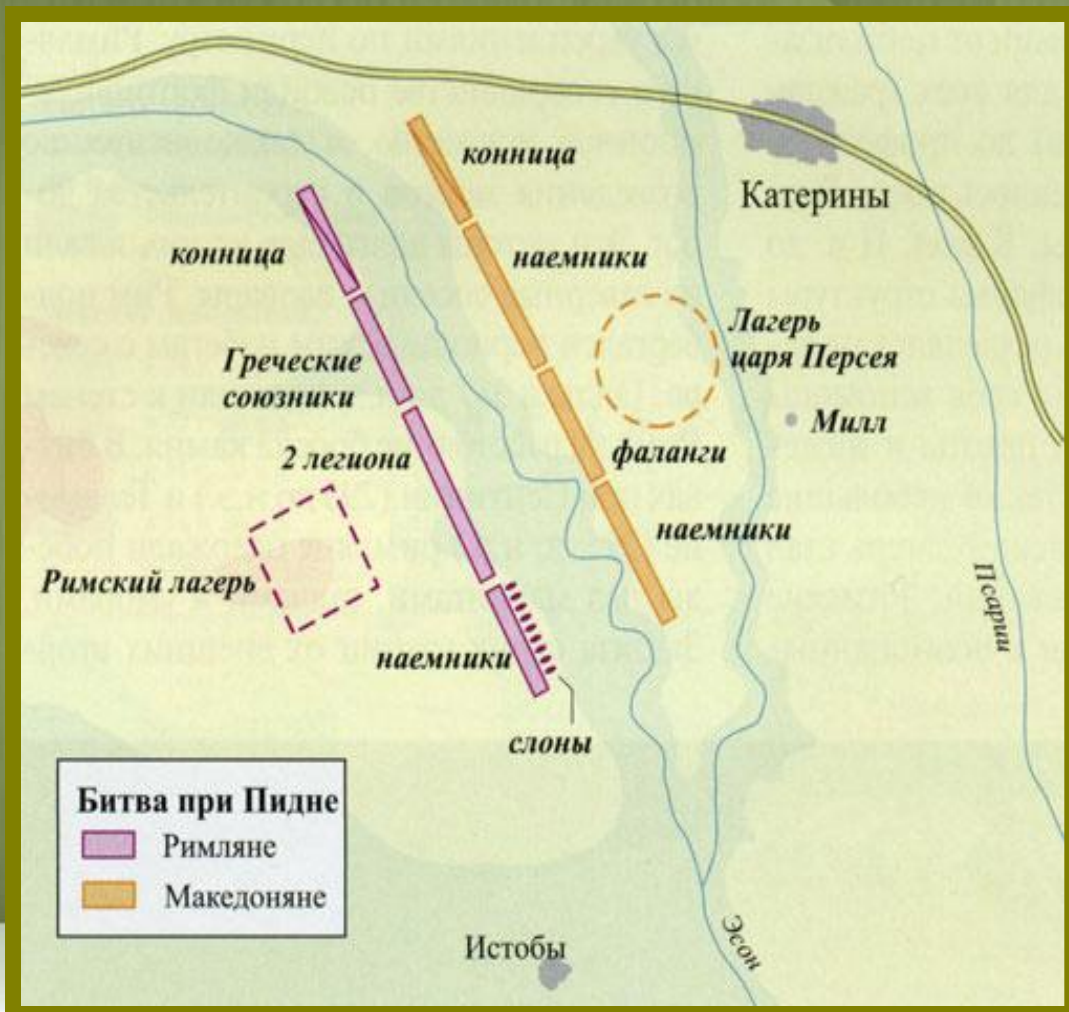 конница
Катерины
конница
наемники
Лагерь
царя Персея
Греческие
союзники
Милл
2 легиона
фаланги
наемники
Римский лагерь
Псарии
наемники
слоны
Битва при Пидне
Римляне
Македоняне
Истобы
Эсон